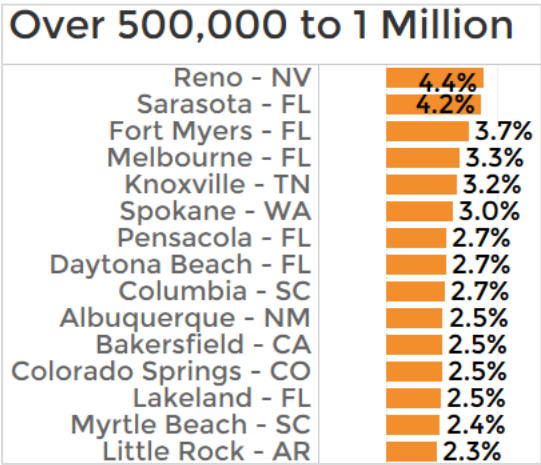 Over 500,000 to 1 Million
Reno - NV 4.4%
Sarasota - FL 4.2%
Fort Myers - FL 3.7%
Melbourne - FL 3.3%
Knoxville - TN 3.2%
Spokane - WA 3.0%
Pensacola - FL 2.7%
Daytona Beach - FL 2.7%
Columbia - SC 2.7%
Albuquerque - NM 2.5%
Bakersfield - CA 2.5%
Colorado Springs - CO 2.5%
Lakeland - FL 2.5%
Myrtle Beach - SC 2.4%
Little Rock - AR 2.3%